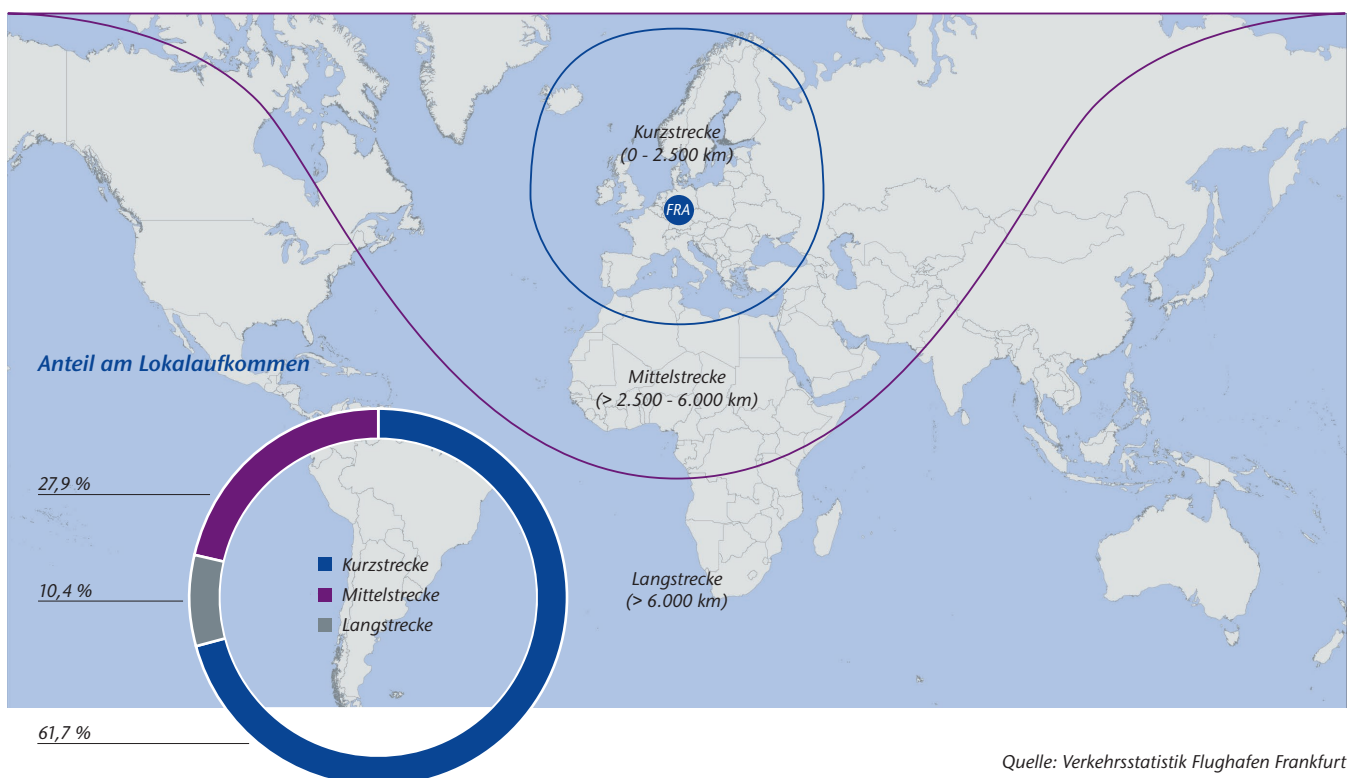 Kurzstrecke
(0 - 2.500 km)
FRA
Anteil am Lokalaufkommen
Mittelstrecke
(> 2.500 - 6.000 km)
27,9 %
10,4 %
61,7 %
Kurzstrecke
Mittelstrecke
Langstrecke
Langstrecke
(> 6.000 km)
Quelle: Verkehrsstatistik Flughafen Frankfurt